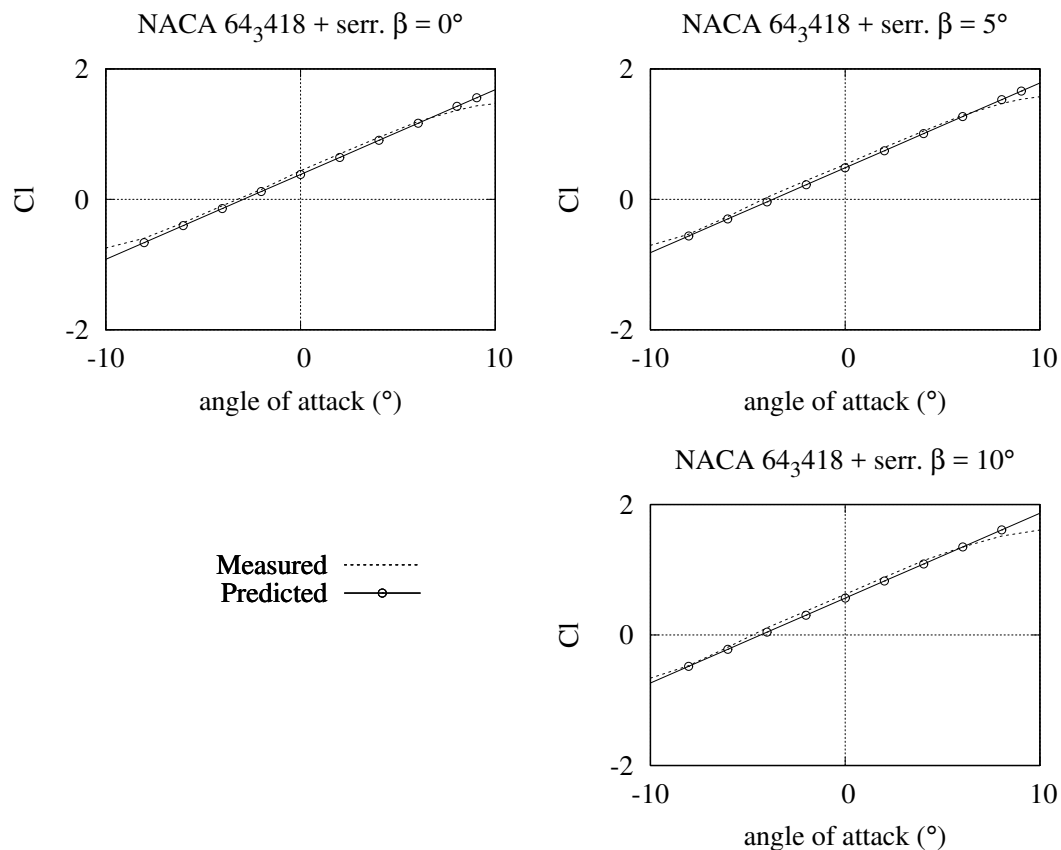 NACA 64₃418 + serr. β = 0°
2
0
-2
Cl
-10
0
10
angle of attack (°)
NACA 64₃418 + serr. β = 5°
2
0
-2
Cl
-10
0
10
angle of attack (°)
Measured
Predicted
NACA 64₃418 + serr. β = 10°
2
0
-2
Cl
-10
0
10
angle of attack (°)